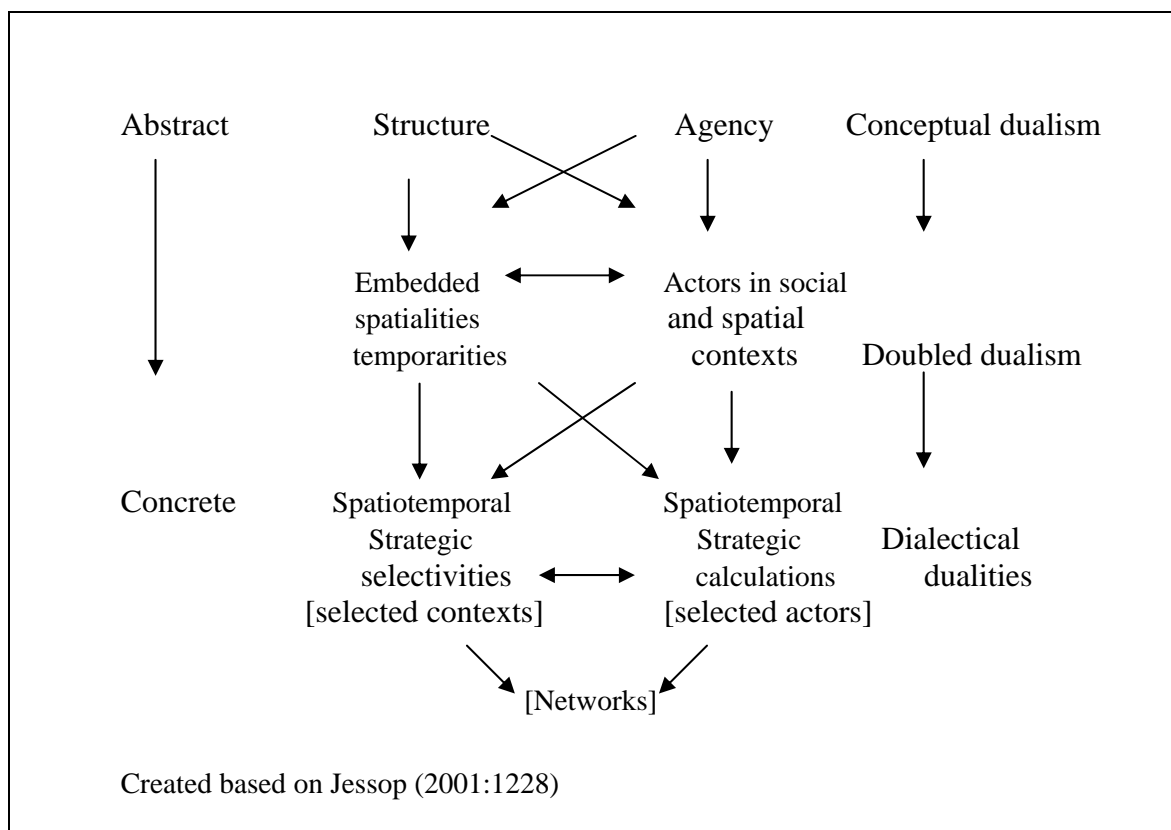 Abstract Structure Agency Conceptual dualism
Embedded
spatialities
temporarities
Actors in social
and spatial
contexts
Doubled dualism
Concrete
Spatiotemporal
Strategic
selectivities
[selected contexts]
Spatiotemporal
Strategic
calculations
[selected actors]
Dialectical
dualities
[Networks]
Created based on Jessop (2001:1228)